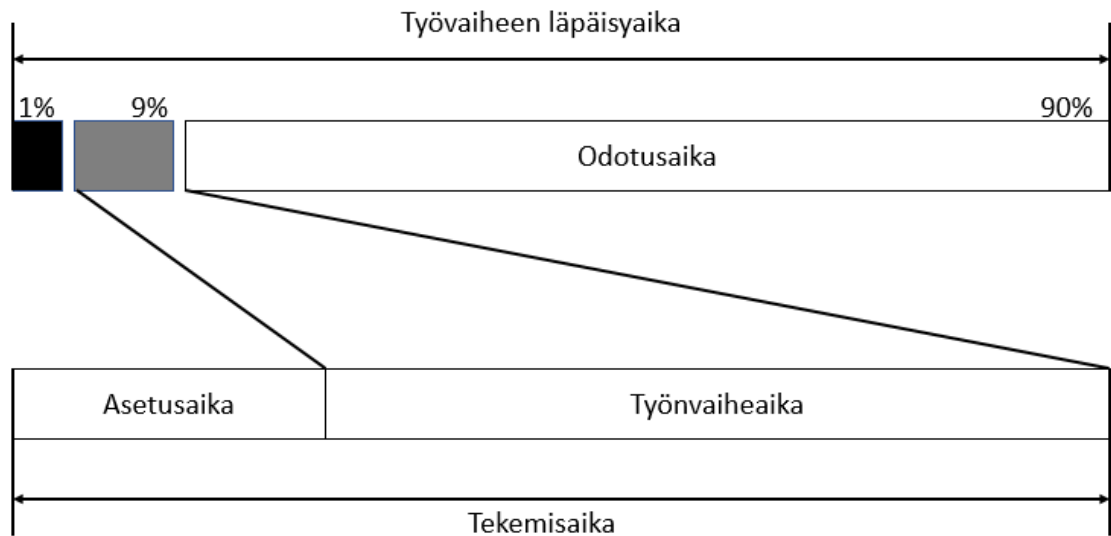 Työvaiheen läpäisyaika
1% 9% 90%
Odotusaika
Asetusaika Työnvaiheaika
Tekemisaika